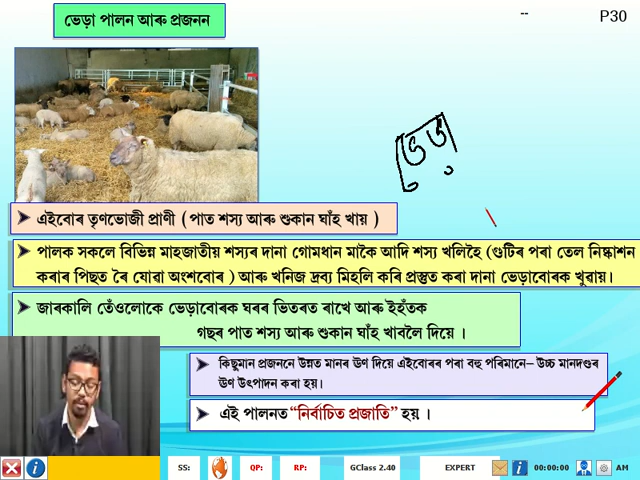 ভেড়া পালন আৰু প্ৰজনন
--
P30
ভেড়া
এইবোৰ তৃণভোজী প্ৰাণী ( পাত শস্য আৰু শুকান ঘাঁহ খায় )
পালক সকলে বিভিন্ন মাহজাতীয় শস্যৰ দানা গোমধান মাকৈ আদি শস্য খলিহৈ (গুটিৰ পৰা তেল নিষ্কাশন
কৰাৰ পিছত ৰৈ যোৱা অংশবোৰ ) আৰু খনিজ দ্ৰব্য মিহলি কৰি প্ৰস্তুত কৰা দানা ভেড়াবোৰক খুৱায়।
জাৰকালি তেঁওলোকে ভেড়াবোৰক ঘৰৰ ভিতৰত ৰাখে আৰু ইহঁতক
গছৰ পাত শস্য আৰু শুকান ঘাঁহ খাবলৈ দিয়ে ।
কিছুমান প্ৰজননে উন্নত মানৰ ঊণ দিয়ে এইবোৰৰ পৰা বহু পৰিমানে– উচ্চ মানদণ্ডৰ
ঊণ উৎপাদন কৰা হয়।
এই পালনত “নিৰ্বাচিত প্ৰজাতি” হয় ।
SS: QP: RP: GClass 2.40 EXPERT 00:00:00 AM